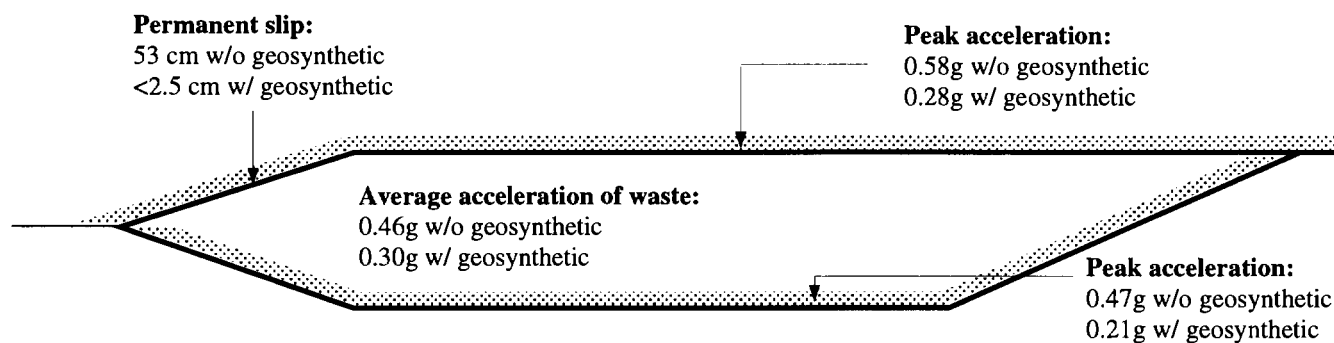 Permanent slip:
53 cm w/o geosynthetic
<2.5 cm w/ geosynthetic
Peak acceleration:
0.58g w/o geosynthetic
0.28g w/ geosynthetic
Average acceleration of waste:
0.46g w/o geosynthetic
0.30g w/ geosynthetic
Peak acceleration:
0.47g w/o geosynthetic
0.21g w/ geosynthetic